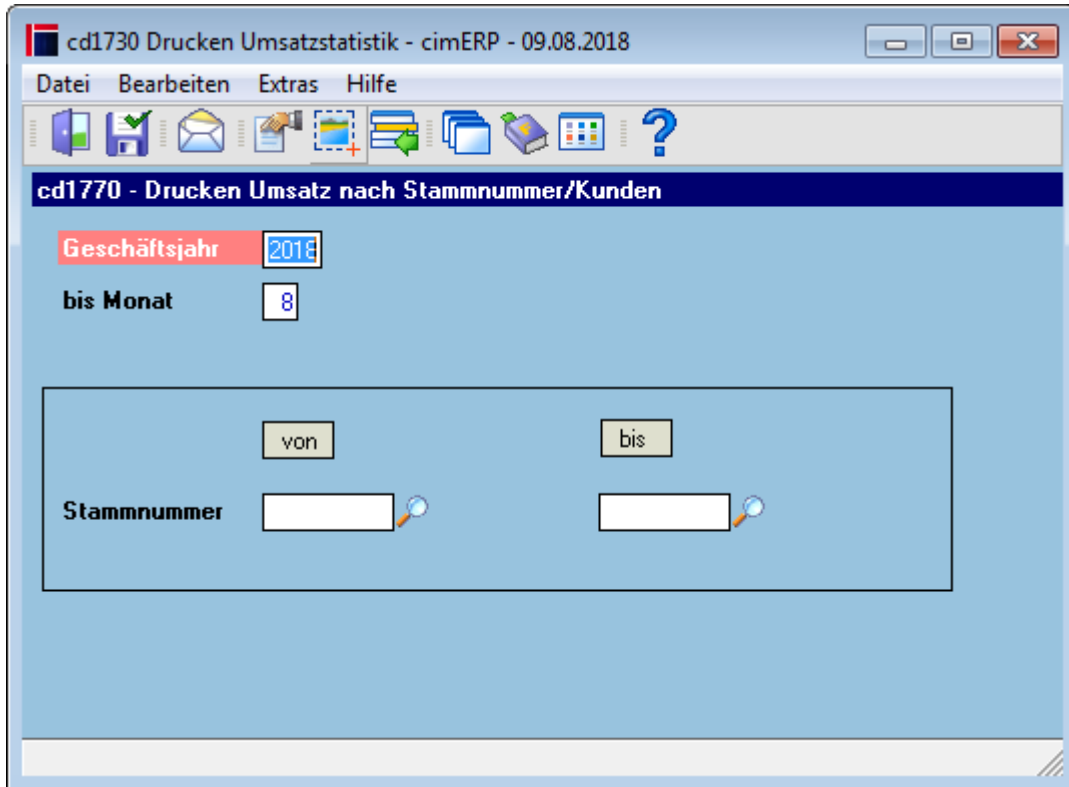 cd1730 Drucken Umsatzstatistik - cimERP - 09.08.2018
Datei Bearbeiten Extras Hilfe
cd1770 - Drucken Umsatz nach Stammnummer/Kunden
Geschäftsjahr 2018
bis Monat 8
von bis
Stammnummer